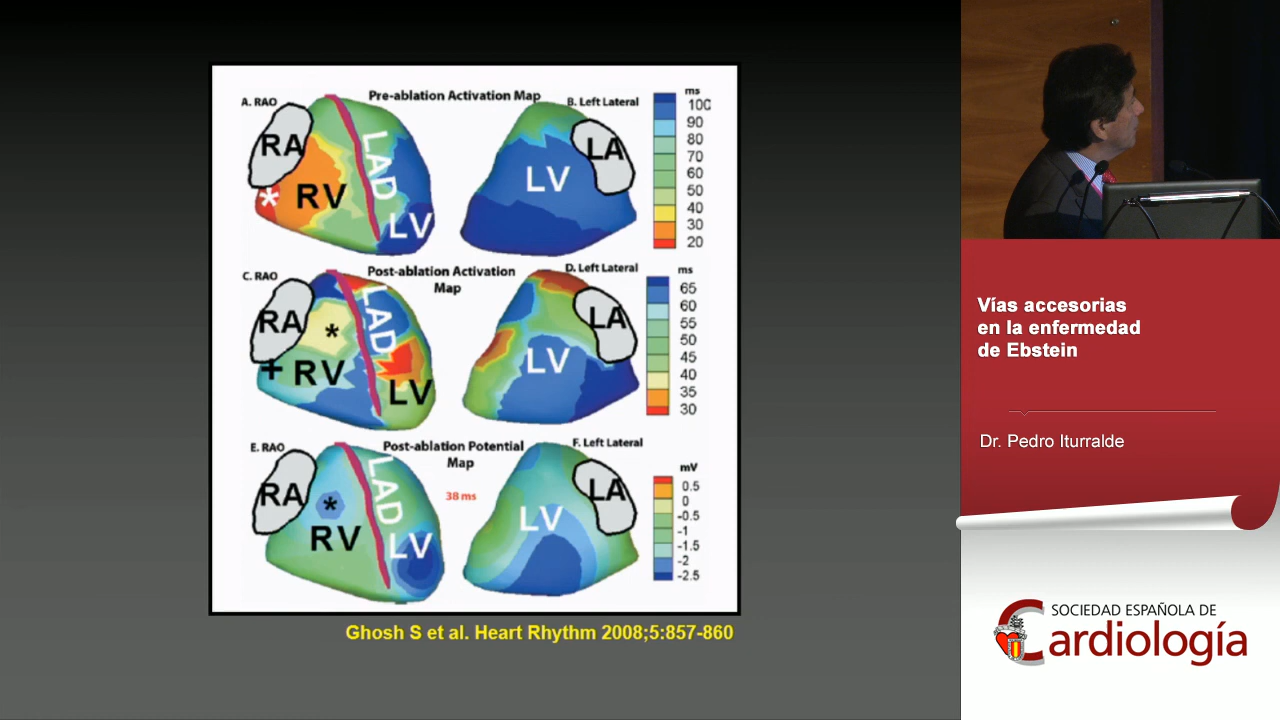 Pre-ablation Activation Map
A. RAO
B. Left Lateral
RA
RV
LAD
LV
*
LV
LA
ms
100
90
80
70
60
50
40
30
20
Post-ablation Activation
Map
C. RAO
D. Left Lateral
RA
*
+ RV
LAD
LV
LV
LA
ms
65
60
55
50
45
40
35
30
Post-ablation Potential
Map
E. RAO
F. Left Lateral
38 ms
RA
*
RV
LAD
LV
LV
LA
mV
0.5
0
-0.5
-1
-1.5
-2
-2.5
Ghosh S et al. Heart Rhythm 2008;5:857-860
Vías accesorias
en la enfermedad
de Ebstein
Dr. Pedro Iturralde
SOCIEDAD ESPAÑOLA DE
Cardiología